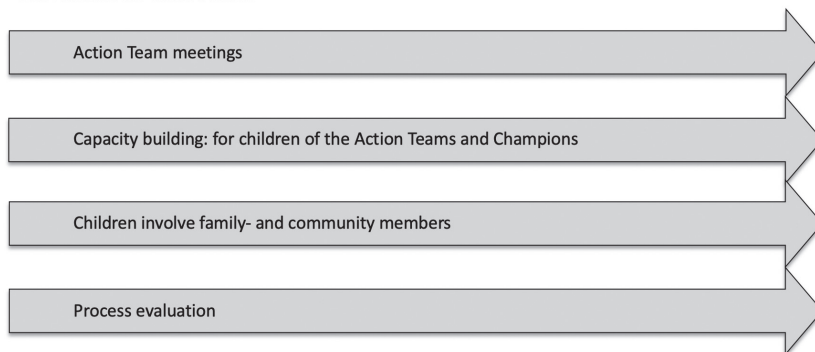 Action Team meetings
Capacity building: for children of the Action Teams and Champions
Children involve family- and community members
Process evaluation